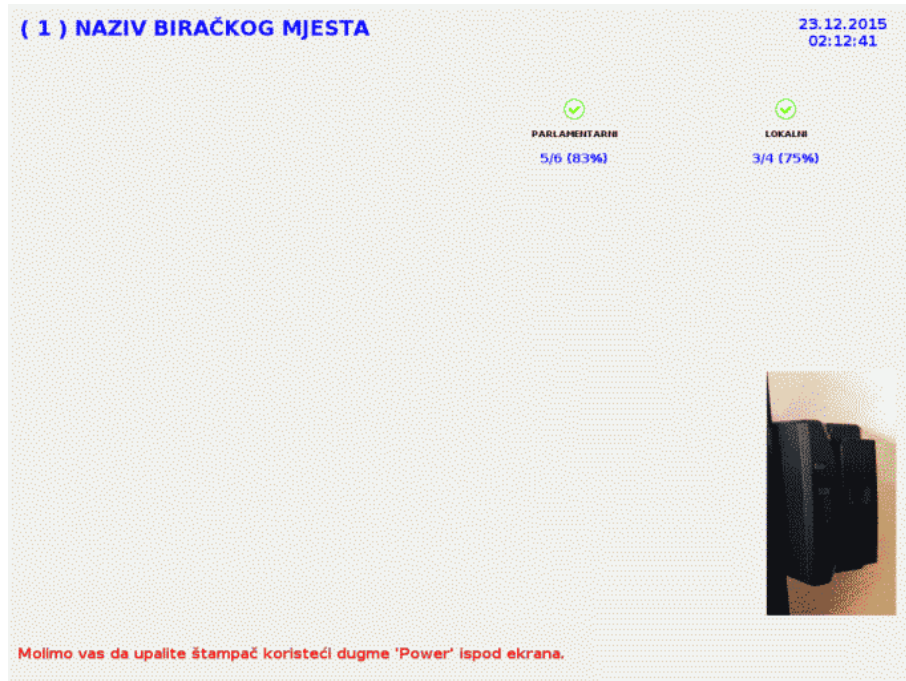 ( 1 ) NAZIV BIRAČKOG MJESTA
23.12.2015
02:12:41
PARLAMENTARNI
LOKALNI
5/6 (83%)
3/4 (75%)
Molimo vas da upalite štampač koristeći dugme 'Power' ispod ekrana.